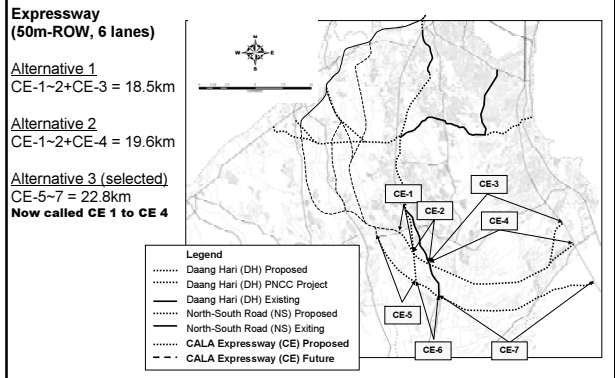 Expressway
(50m-ROW, 6 lanes)
Alternative 1
CE-1~2+CE-3 = 18.5km
Alternative 2
CE-1~2+CE-4 = 19.6km
Alternative 3 (selected)
CE-5~7 = 22.8km
Now called CE 1 to CE 4
N
W
E
S
CE-1
CE-2
CE-3
CE-4
Legend
Daang Hari (DH) Proposed
Daang Hari (DH) PNCC Project
Daang Hari (DH) Existing
North-South Road (NS) Proposed
North-South Road (NS) Exiting
CALA Expressway (CE) Proposed
CALA Expressway (CE) Future
CE-5
CE-6
CE-7